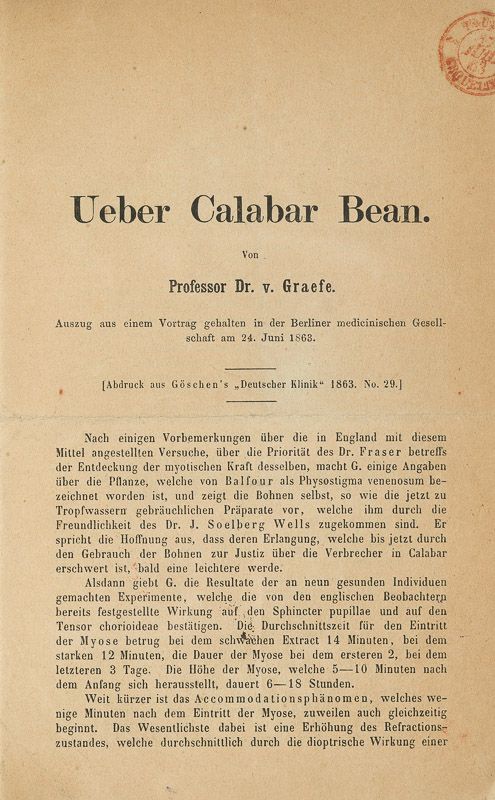 Ueber Calabar Bean.
Von
Professor Dr. v. Graefe.
Auszug aus einem Vortrag gehalten in der Berliner medicinischen Gesell-
schaft am 24. Juni 1863.
[Abdruck aus Göschen's „Deutscher Klinik“ 1863. No. 29.]
Nach einigen Vorbemerkungen über die in England mit diesem
Mittel angestellten Versuche, über die Priorität des Dr. Fraser betreffs
der Entdeckung der myotischen Kraft desselben, macht G. einige Angaben
über die Pflanze, welche von Balfour als Physostigma venenosum be-
zeichnet worden ist, und zeigt die Bohnen selbst, so wie die jetzt zu
Tropfwassern gebräuchlichen Präparate vor, welche ihm durch die
Freundlichkeit des Dr. J. Soelberg Wells zugekommen sind. Er
spricht die Hoffnung aus, dass deren Erlangung, welche bis jetzt durch
den Gebrauch der Bohnen zur Justiz über die Verbrecher in Calabar
erschwert ist, bald eine leichtere werde.
Alsdann giebt G. die Resultate der an neun gesunden Individuen
gemachten Experimente, welche die von den englischen Beobachtern
bereits festgestellte Wirkung auf den Sphincter pupillae und auf den
Tensor chorioideae bestätigen. Die Durchschnittszeit für den Eintritt
der Myose betrug bei dem schwachen Extract 14 Minuten, bei dem
starken 12 Minuten, die Dauer der Myose bei dem ersteren 2, bei dem
letzteren 3 Tage. Die Höhe der Myose, welche 5—10 Minuten nach
dem Anfang sich herausstellt, dauert 6—18 Stunden.
Weit kürzer ist das Accommodationsphänomen, welches we-
nige Minuten nach dem Eintritt der Myose, zuweilen auch gleichzeitig
beginnt. Das Wesentlichste dabei ist eine Erhöhung des Refractions-
zustandes, welche durchschnittlich durch die dioptrische Wirkung einer